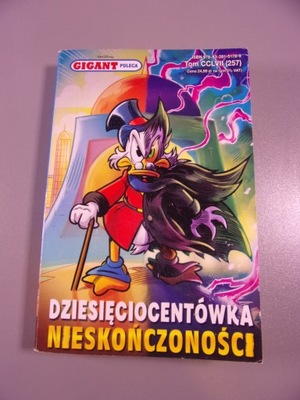 GIGANT POLECA
Tom CCLVII (257)
DZIESIĘCIOCENTÓWKA
NIESKOŃCZONOŚCI